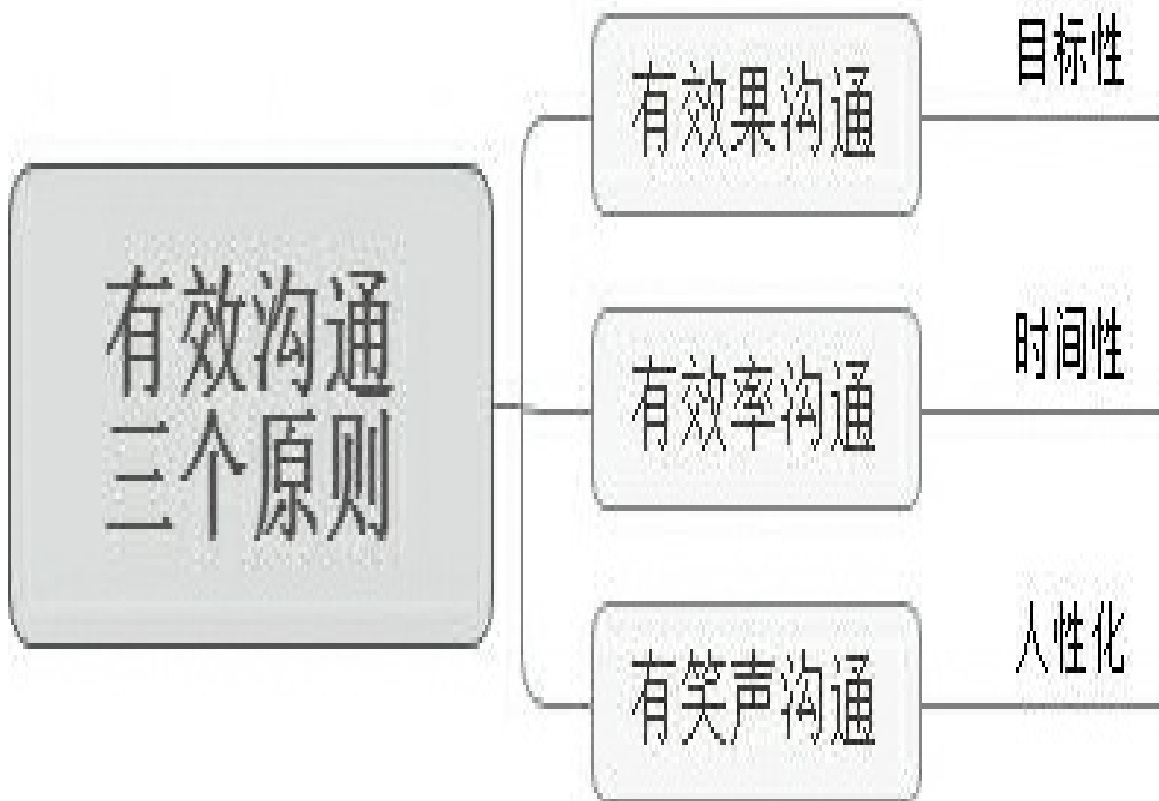 有效沟通
三个原则
有效果沟通
目标性
有效率沟通
时间性
有笑声沟通
人性化